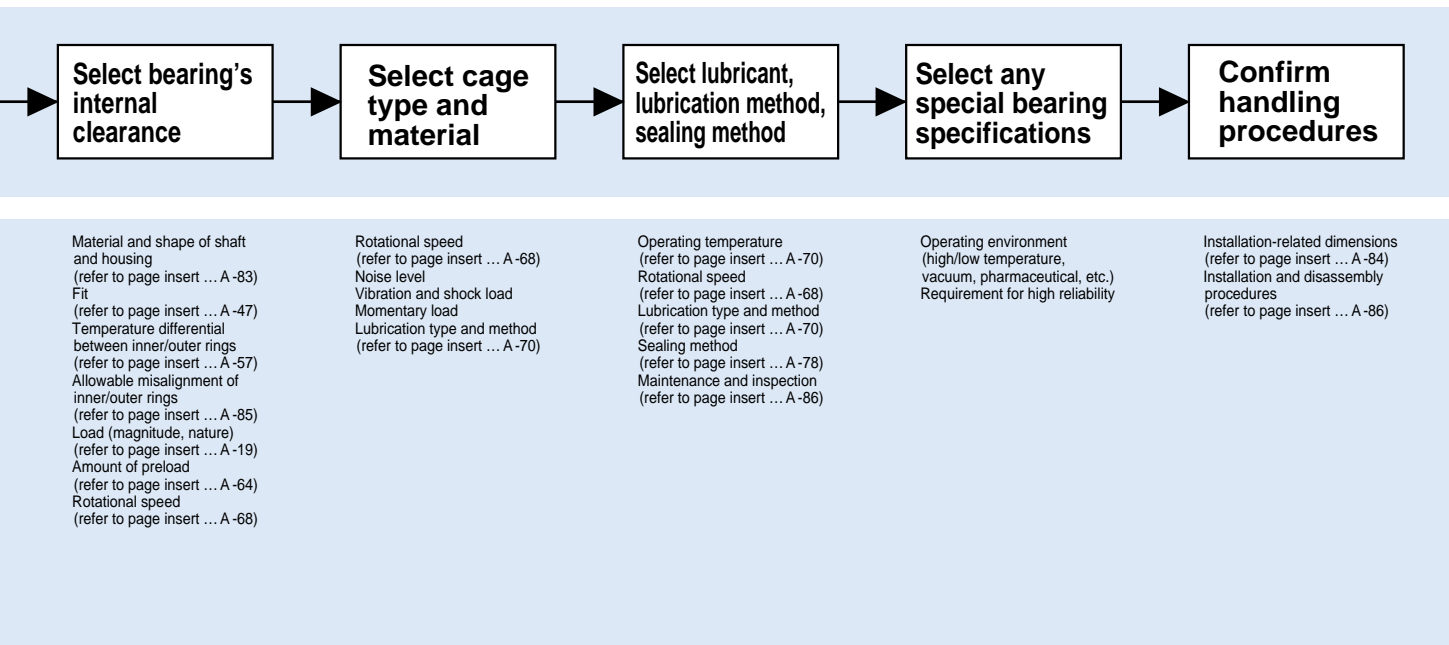 Select bearing's
internal
clearance
Select cage
type and
material
Select lubricant,
lubrication method,
sealing method
Select any
special bearing
specifications
Confirm
handling
procedures
Material and shape of shaft
and housing
(refer to page insert … A -83)
Fit
(refer to page insert … A -47)
Temperature differential
between inner/outer rings
(refer to page insert … A -57)
Allowable misalignment of
inner/outer rings
(refer to page insert … A -85)
Load (magnitude, nature)
(refer to page insert … A -19)
Amount of preload
(refer to page insert … A -64)
Rotational speed
(refer to page insert … A -68)
Rotational speed
(refer to page insert … A -68)
Noise level
Vibration and shock load
Momentary load
Lubrication type and method
(refer to page insert … A -70)
Operating temperature
(refer to page insert … A -70)
Rotational speed
(refer to page insert … A -68)
Lubrication type and method
(refer to page insert … A -70)
Sealing method
(refer to page insert … A -78)
Maintenance and inspection
(refer to page insert … A -86)
Operating environment
(high/low temperature,
vacuum, pharmaceutical, etc.)
Requirement for high reliability
Installation-related dimensions
(refer to page insert … A -84)
Installation and disassembly
procedures
(refer to page insert … A -86)